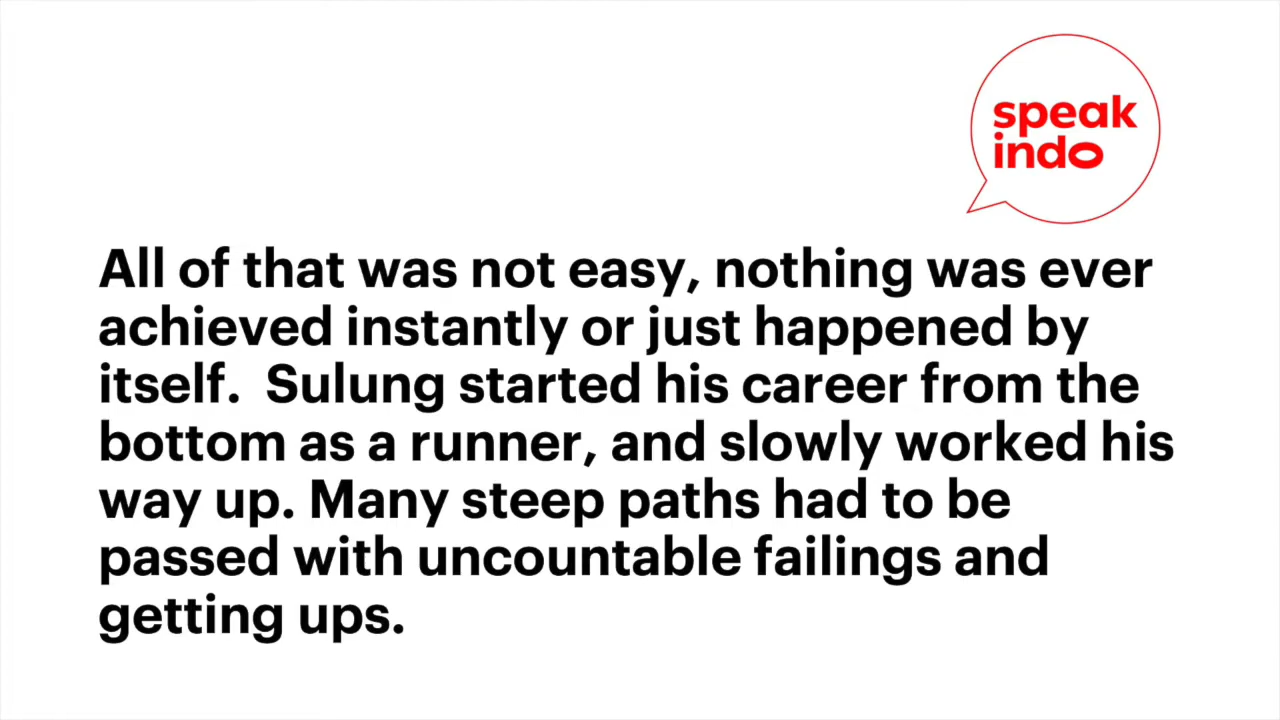 speak
indo
All of that was not easy, nothing was ever
achieved instantly or just happened by
itself.  Sulung started his career from the
bottom as a runner, and slowly worked his
way up. Many steep paths had to be
passed with uncountable failings and
getting ups.